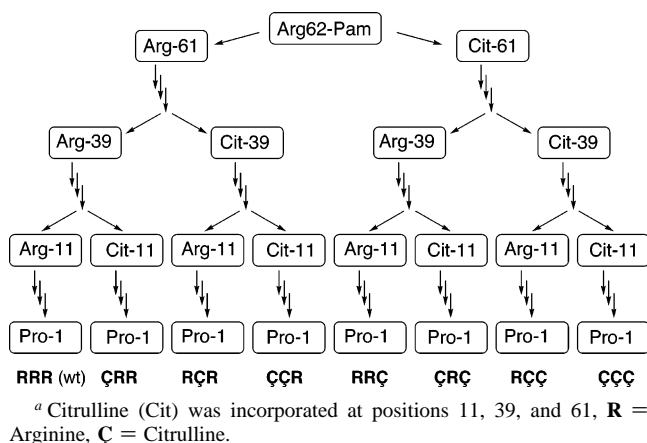 Arg62-Pam
Arg-61 Cit-61
Arg-39 Cit-39 Arg-39 Cit-39
Arg-11 Cit-11 Arg-11 Cit-11 Arg-11 Cit-11 Arg-11 Cit-11
Pro-1 Pro-1 Pro-1 Pro-1 Pro-1 Pro-1 Pro-1 Pro-1
RRR (wt) ÇRR RÇR ÇÇR RRÇ ÇRÇ RÇÇ ÇÇÇ
a Citrulline (Cit) was incorporated at positions 11, 39, and 61, R =
Arginine, Ç = Citrulline.